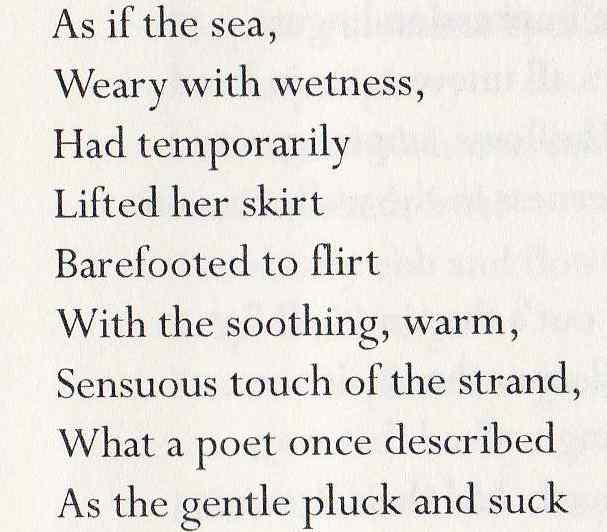 As if the sea,
Weary with wetness,
Had temporarily
Lifted her skirt
Barefooted to flirt
With the soothing, warm,
Sensuous touch of the strand,
What a poet once described
As the gentle pluck and suck